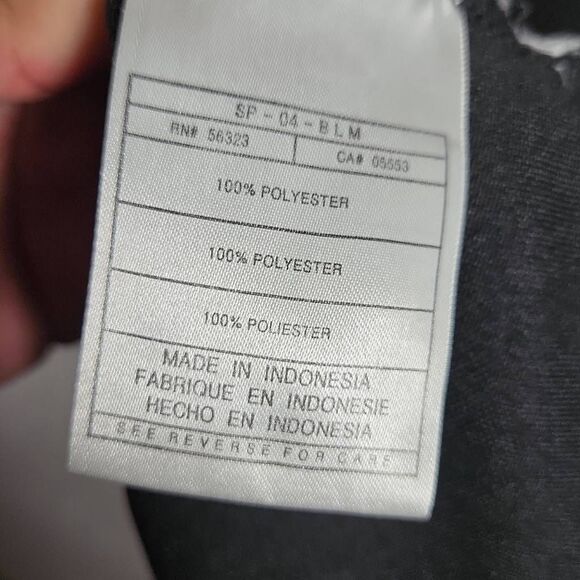 SP - 04 - BLM
RN# 56323 CA# 05553
100% POLYESTER
100% POLYESTER
100% POLIESTER
MADE IN INDONESIA
FABRIQUE EN INDONESIE
HECHO EN INDONESIA
SEE REVERSE FOR CARE